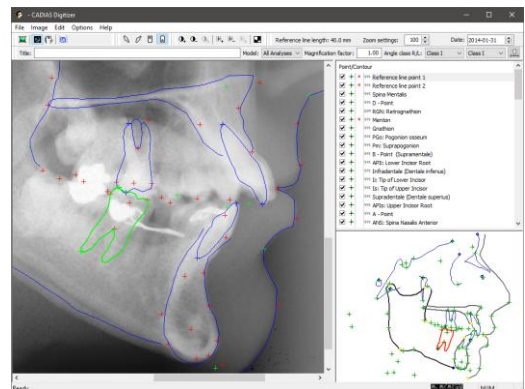 - CADIAS Digitizer
File Image Edit Options Help
Reference line length: 40.0 mm Zoom settings: 100 Date: 2014-01-31
Title: Model: All Analyses Magnification factor: 1.00 Angle class R/L: Class I Class I
Point/Contour
Reference line point 1
Reference line point 2
Spina Mentalis
D - Point
RGN: Retrognathion
Menton
Gnathion
PGo: Pogonion osseum
Pm: Suprapogonion
B - Point (Supramentale)
APIi: Lower Incisor Root
Infradentale (Dentale inferius)
Ii: Tip of Lower Incisor
Is: Tip of Upper Incisor
Supradentale (Dentale superius)
APIs: Upper Incisor Root
A - Point
ANS: Spina Nasalis Anterior
Ready
NUM